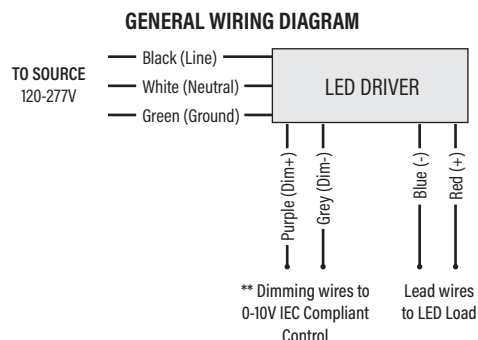 GENERAL WIRING DIAGRAM
TO SOURCE
120-277V
Black (Line)
White (Neutral)
Green (Ground)
LED DRIVER
Purple (Dim+)
Grey (Dim-)
Blue (-)
Red (+)
** Dimming wires to
0-10V IEC Compliant
Control
Lead wires
to LED Load